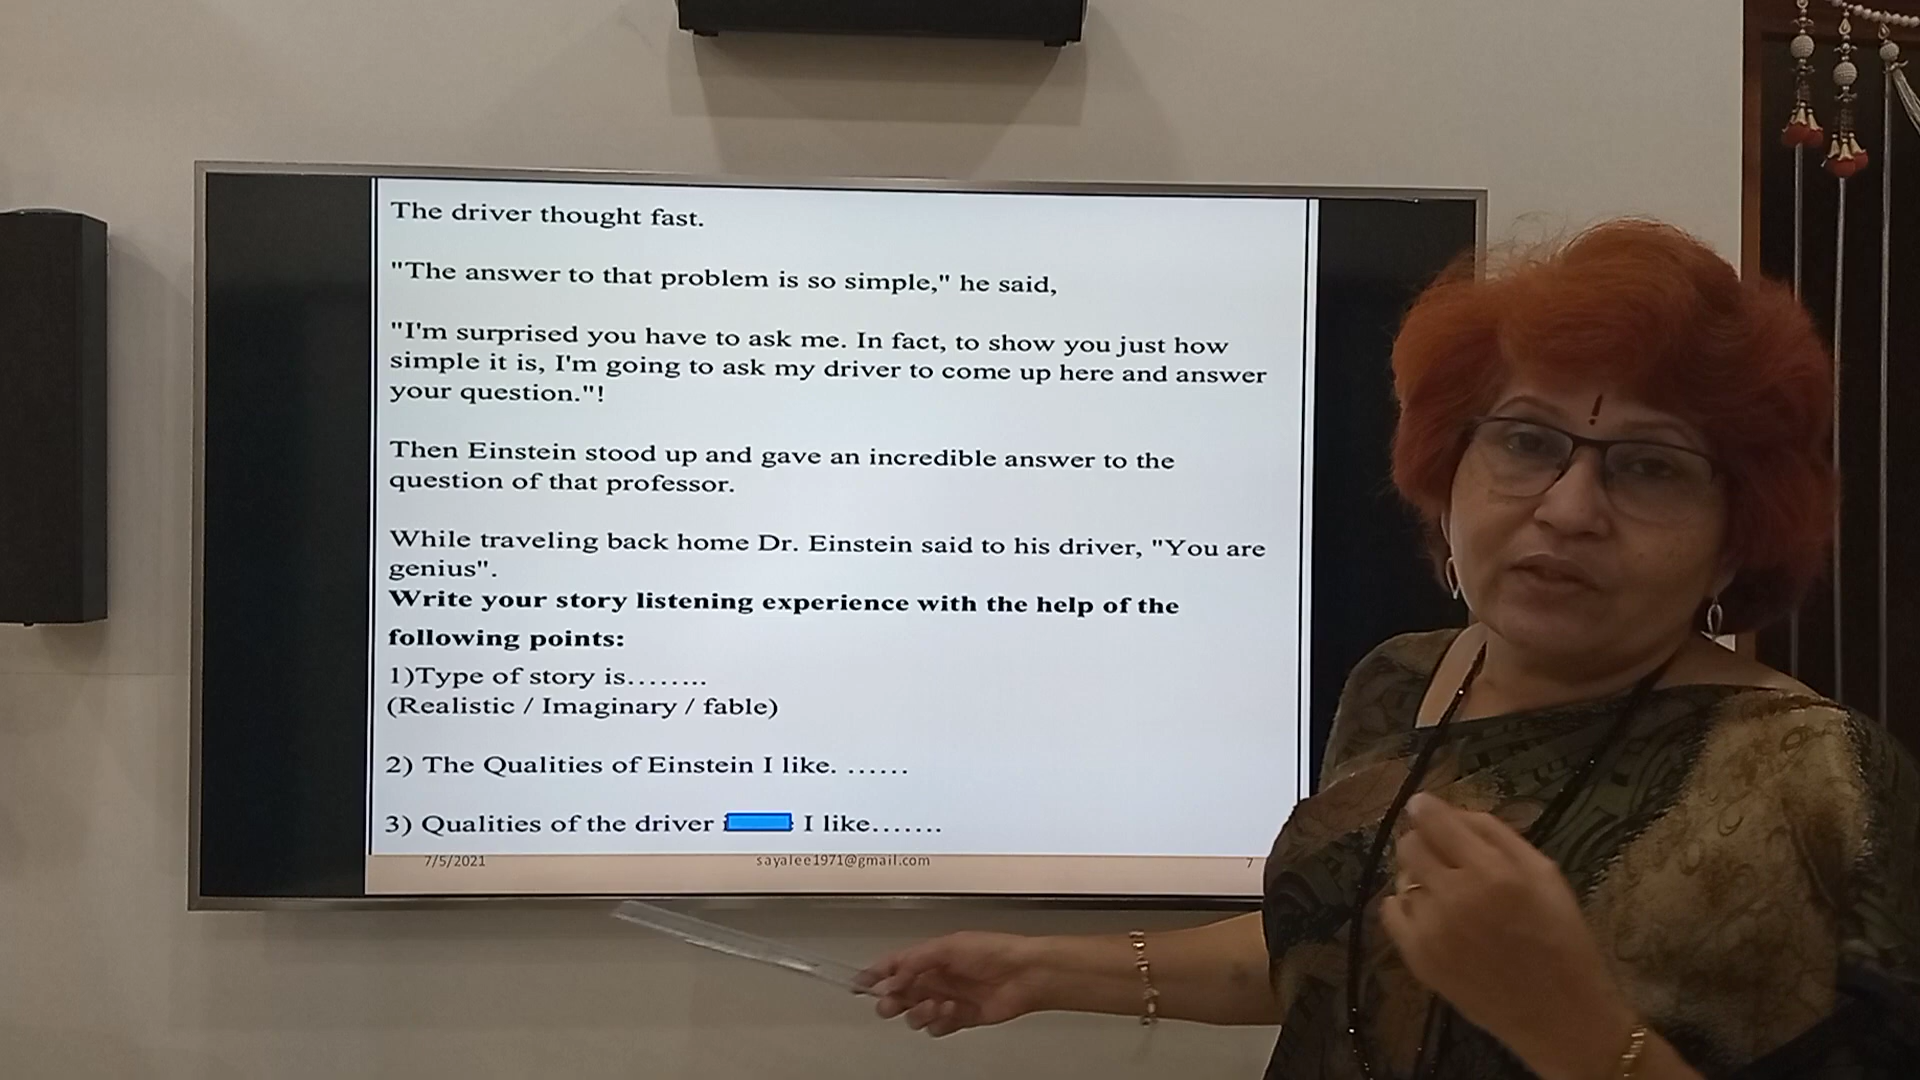 The driver thought fast.
"The answer to that problem is so simple," he said,
"I'm surprised you have to ask me. In fact, to show you just how
simple it is, I'm going to ask my driver to come up here and answer
your question."!
Then Einstein stood up and gave an incredible answer to the
question of that professor.
While traveling back home Dr. Einstein said to his driver, "You are
genius".
Write your story listening experience with the help of the
following points:
1)Type of story is........
(Realistic / Imaginary / fable)
2) The Qualities of Einstein I like. ......
3) Qualities of the driver I like.......
7/5/2021 sayalee1971@gmail.com 7